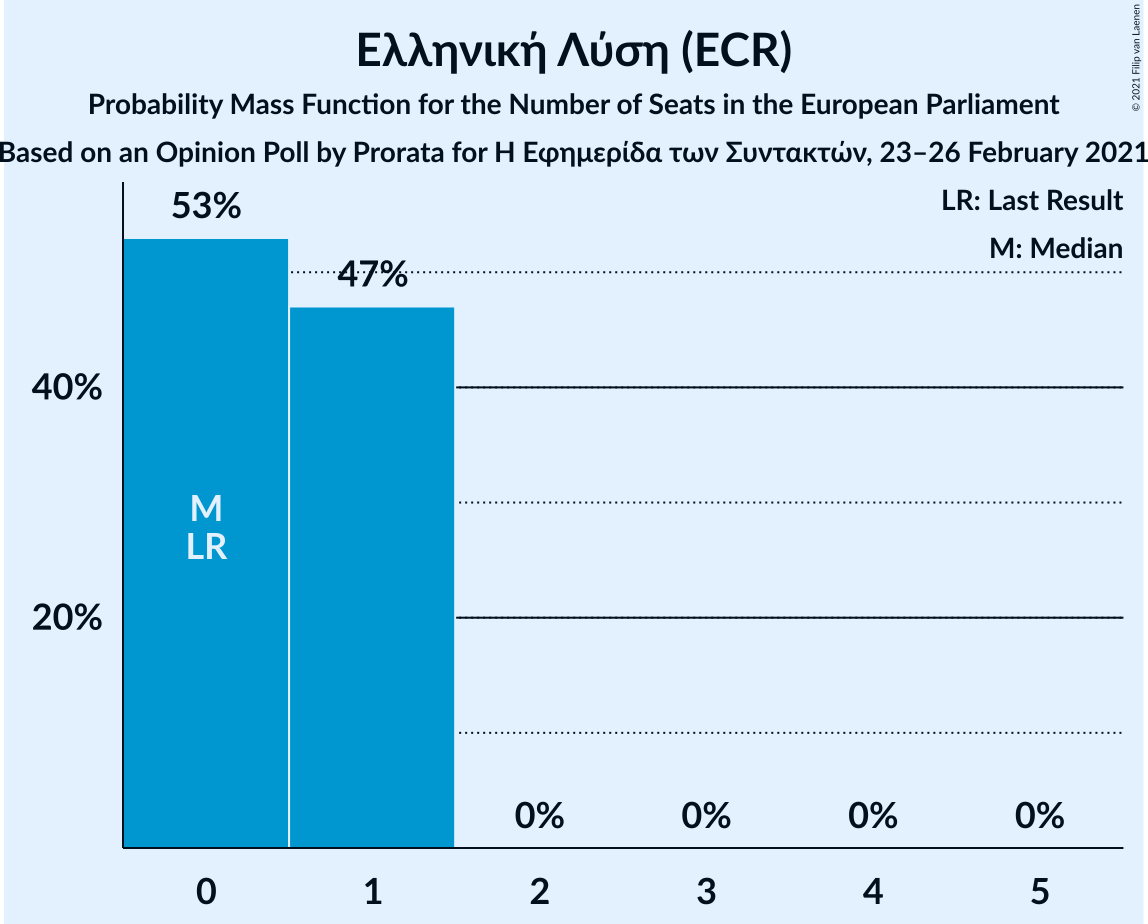 Ελληνική Λύση (ECR)
Probability Mass Function for the Number of Seats in the European Parliament
Based on an Opinion Poll by Prorata for Η Εφημερίδα των Συντακτών, 23–26 February 2021
© 2021 Filip van Laenen
LR: Last Result
M: Median
53%
47%
40%
20%
M
LR
0% 0% 0% 0%
0 1 2 3 4 5